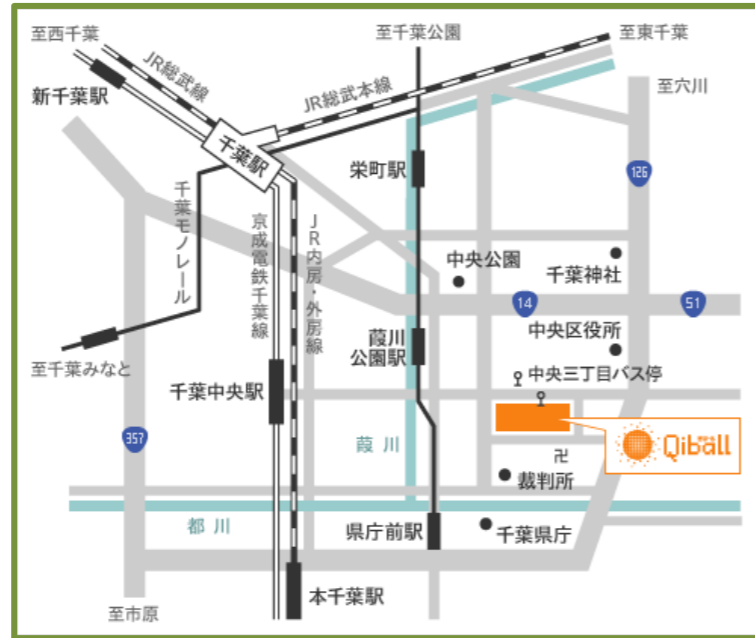 至西千葉
至千葉公園
至東千葉
JR総武線
JR総武本線
至穴川
新千葉駅
千葉駅
栄町駅
126
千葉モノレール
京成電鉄千葉線
JR内房・外房線
中央公園
千葉神社
14
51
葭川
公園駅
中央区役所
至千葉みなと
千葉中央駅
中央三丁目バス停
357
葭川
Qiball
卍
裁判所
都川
県庁前駅
千葉県庁
本千葉駅
至市原